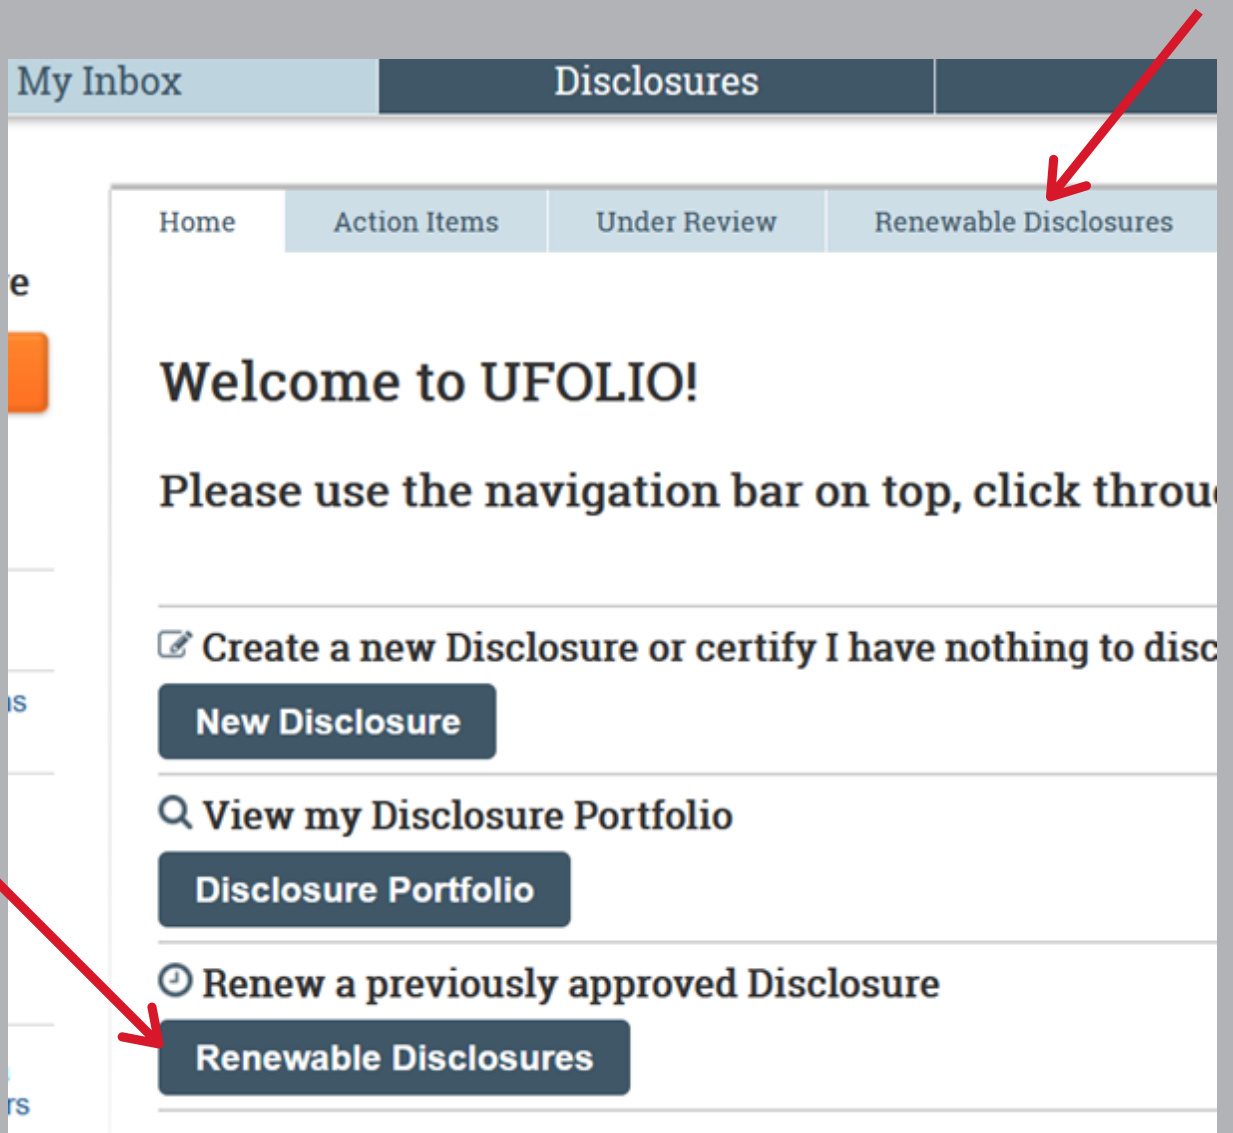 My Inbox
Disclosures
Home
Action Items
Under Review
Renewable Disclosures
Welcome to UFOLIO!
Please use the navigation bar on top, click
Create a new Disclosure or certify I have nothing to
New Disclosure
View my Disclosure Portfolio
Disclosure Portfolio
Renew a previously approved Disclosure
Renewable Disclosures